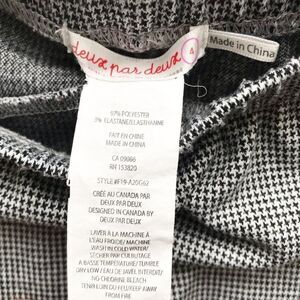 deux par deux
4
Made in China
97% POLYESTER
3% ELASTANE/ELASTHANNE
FAIT EN CHINE
MADE IN CHINA
CA 09066
RN 153820
STYLE #F19-A20G62
CRÉE AU CANADA PAR
DEUX PAR DEUX
DESIGNED IN CANADA BY
DEUX PAR DEUX
LAVER À LA MACHINE À
L'EAU FROIDE/ MACHINE
WASH IN COLD WATER/
SÉCHER PAR CULBUTAGE
A BASSE TEMPÉRATURE/ TUMBLE
DRY LOW /EAU DE JAVEL INTERDIT/
NO CHLORINE BLEACH
TENIR LOIN DU FEU/KEEP AWAY
FROM FIRE